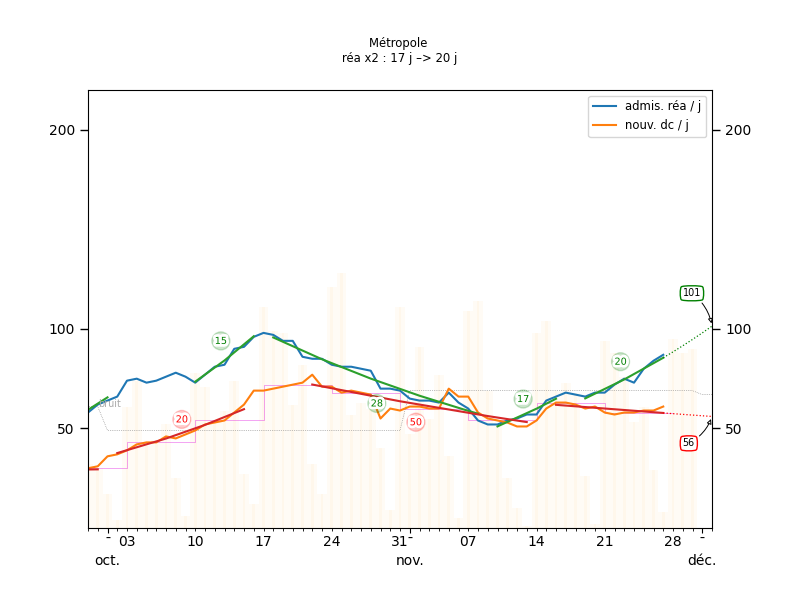 Métropole
réa x2 : 17 j –> 20 j
admis. réa / j
nouv. dc / j
200
200
101
15
100
100
20
28
17
bruit
20
50
50
50
56
03
10
17
24
31
07
14
21
28
oct.
nov.
déc.